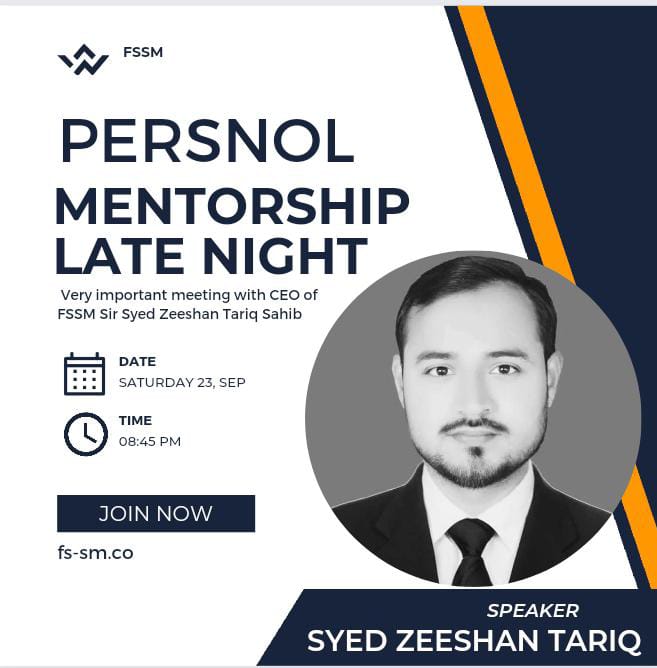 FSSM
PERSNOL
MENTORSHIP
LATE NIGHT
Very important meeting with CEO of
FSSM Sir Syed Zeeshan Tariq Sahib
DATE
SATURDAY 23, SEP
TIME
08:45 PM
JOIN NOW
fs-sm.co
SPEAKER
SYED ZEESHAN TARIQ